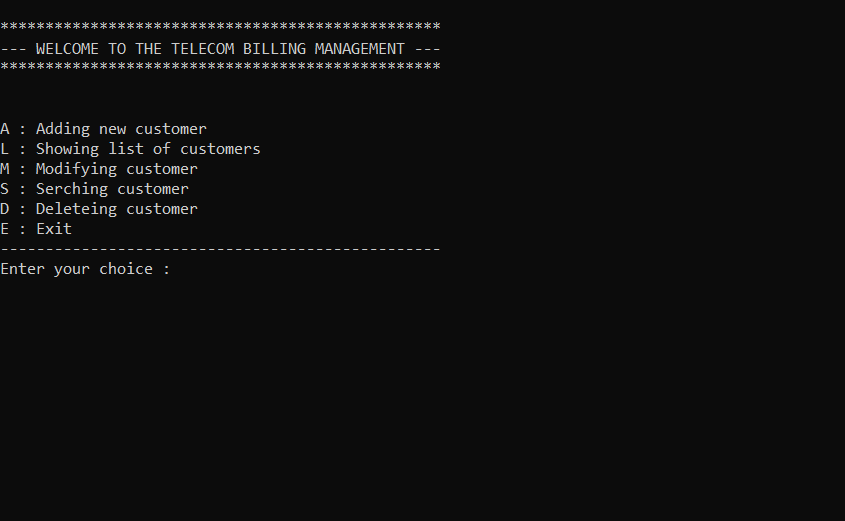 *************************************************
--- WELCOME TO THE TELECOM BILLING MANAGEMENT ---
*************************************************
A : Adding new customer
L : Showing list of customers
M : Modifying customer
S : Serching customer
D : Deleteing customer
E : Exit
-------------------------------------------------
Enter your choice :